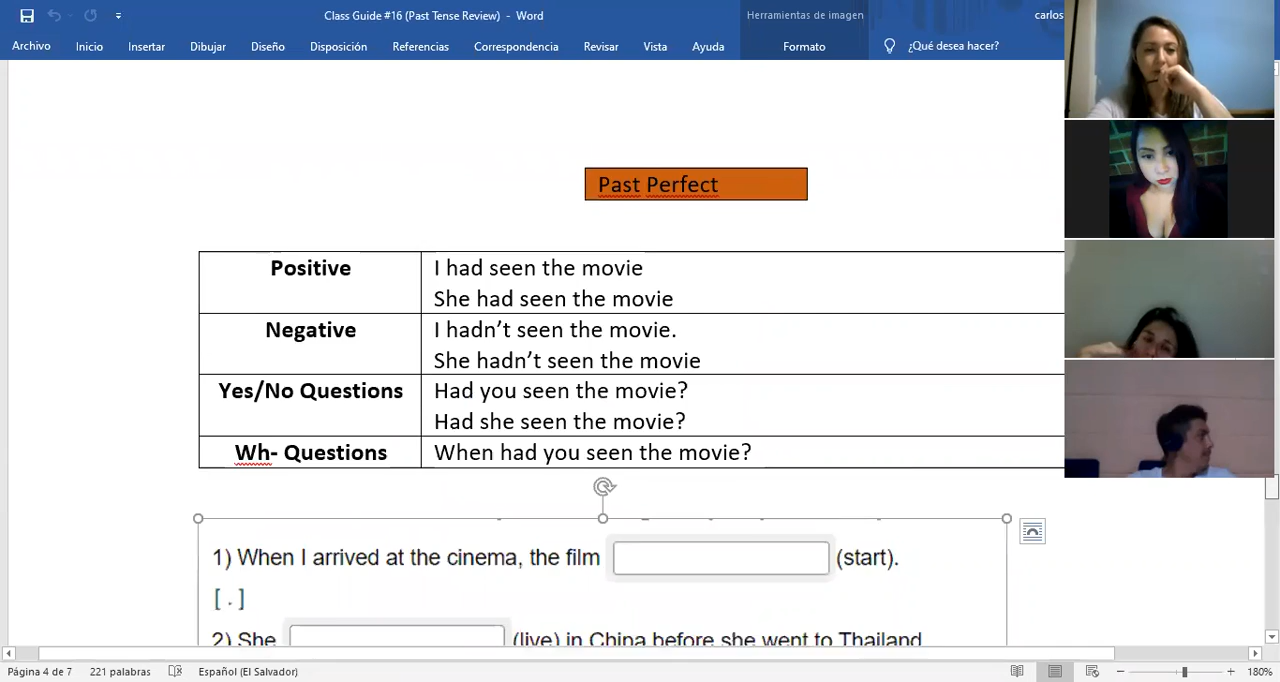 Class Guide #16 (Past Tense Review) - Word
Herramientas de imagen
carlos
Archivo Inicio Insertar Dibujar Diseño Disposición Referencias Correspondencia Revisar Vista Ayuda Formato ¿Qué desea hacer?
Past Perfect
Positive
I had seen the movie
She had seen the movie
Negative
I hadn’t seen the movie.
She hadn’t seen the movie
Yes/No Questions
Had you seen the movie?
Had she seen the movie?
Wh- Questions
When had you seen the movie?
1) When I arrived at the cinema, the film (start).
[ . ]
2) She (live) in China before she went to Thailand
Página 4 de 7 221 palabras Español (El Salvador) 180%